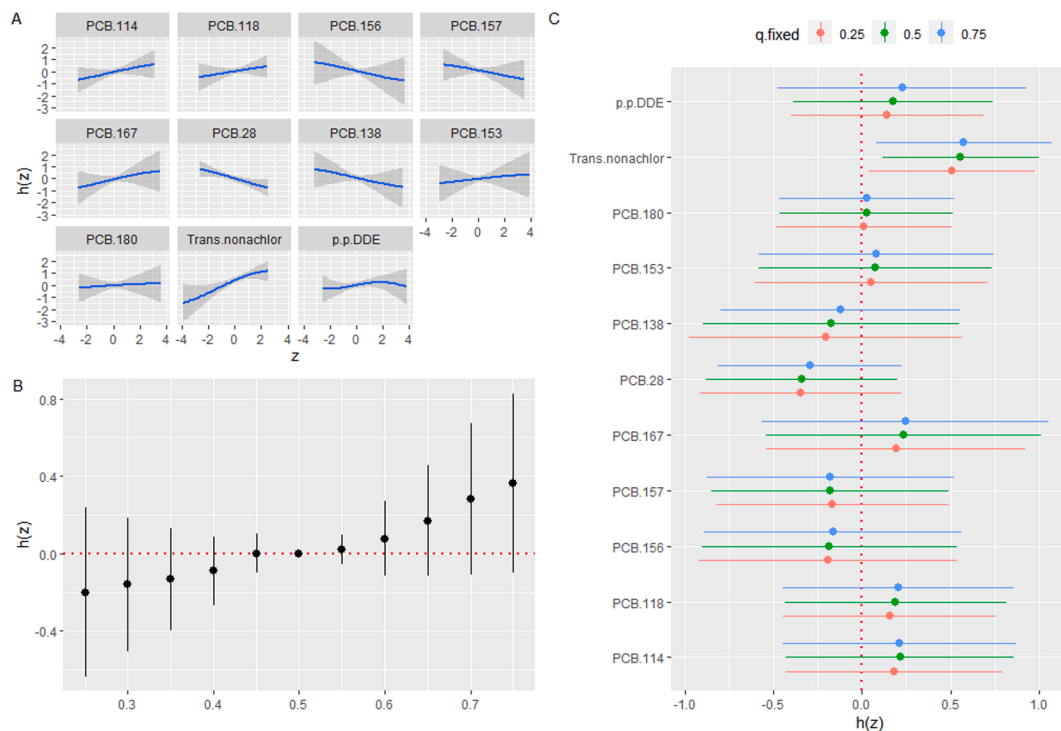 A
PCB.114 PCB.118 PCB.156 PCB.157
2
1
0
-1
-2
-3
PCB.167 PCB.28 PCB.138 PCB.153
h(z)
2
1
0
-1
-2
-3
PCB.180 Trans.nonachlor p.p.DDE
-4 -2 0 2 4
2
1
0
-1
-2
-3
-4 -2 0 2 4 -4 -2 0 2 4 -4 -2 0 2 4
z
B
h(z)
0.8
0.4
0.0
-0.4
0.3 0.4 0.5 0.6 0.7
C
q.fixed 0.25 0.5 0.75
p.p.DDE
Trans.nonachlor
PCB.180
PCB.153
PCB.138
PCB.28
PCB.167
PCB.157
PCB.156
PCB.118
PCB.114
-1.0 -0.5 0.0 0.5 1.0
h(z)